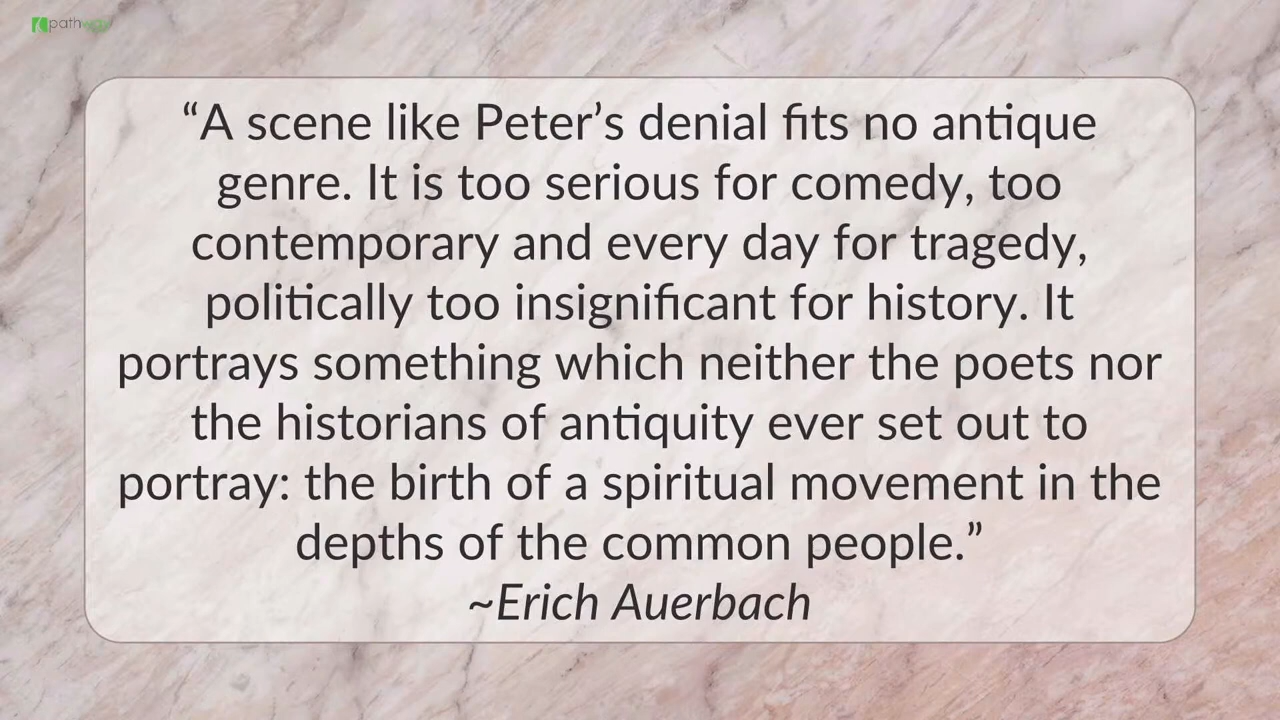 pathway
“A scene like Peter’s denial fits no antique
genre. It is too serious for comedy, too
contemporary and every day for tragedy,
politically too insignificant for history. It
portrays something which neither the poets nor
the historians of antiquity ever set out to
portray: the birth of a spiritual movement in the
depths of the common people.”
~Erich Auerbach